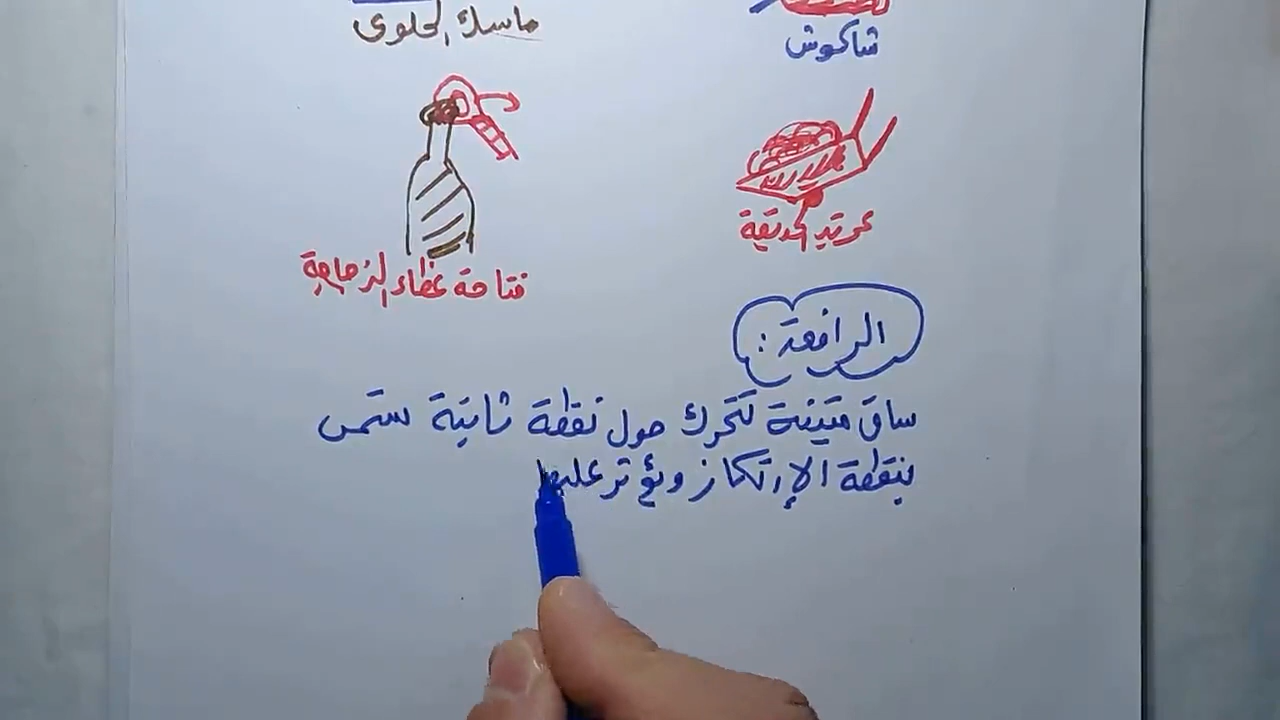 شاكوش
ماسك الحلوى
عربة الحديقة
فتاحة غطاء الزجاجة
الرافعة :
ساق متينة تتحرك حول نقطة ثابتة تسمى
بنقطة الإرتكاز وتؤثر عليها